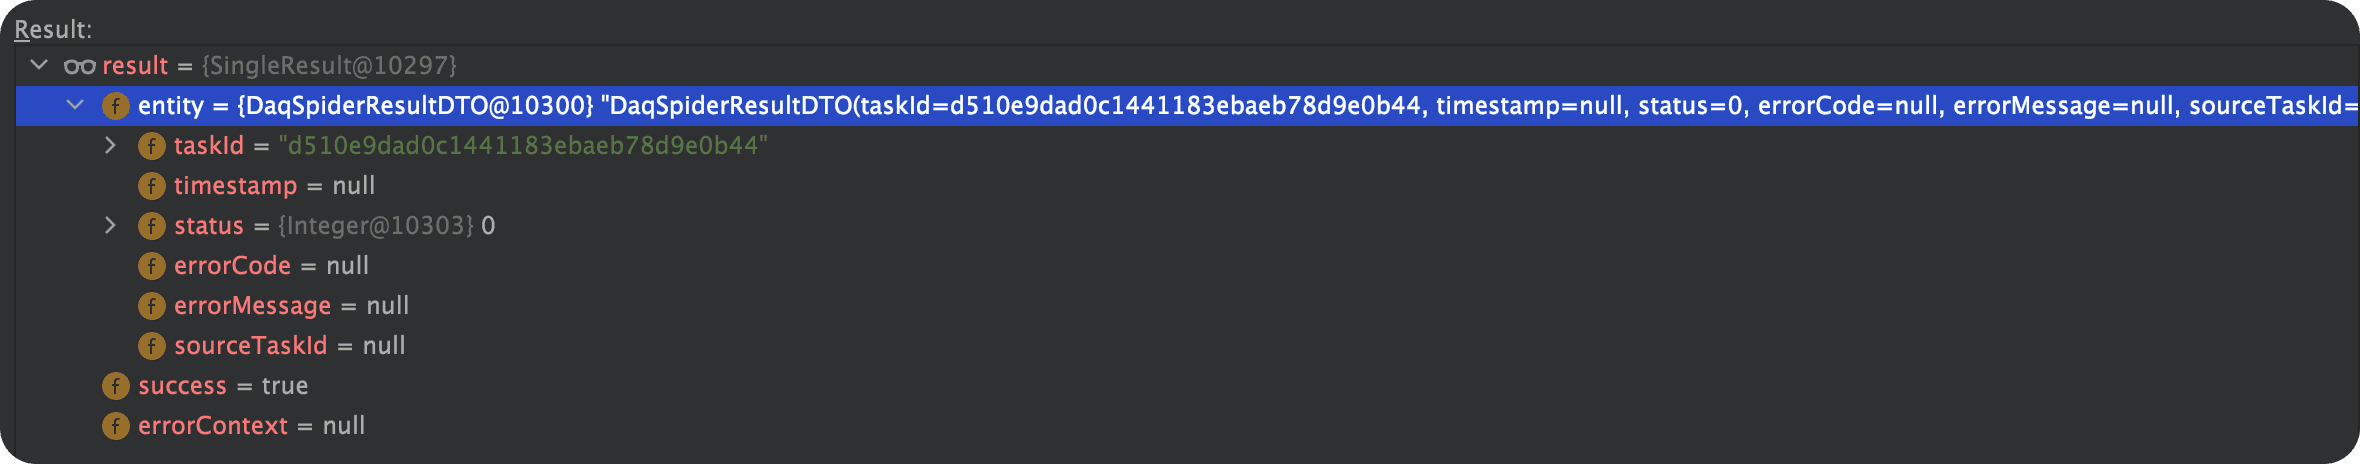 Result:
result = {SingleResult@10297}
f entity = {DaqSpiderResultDTO@10300} "DaqSpiderResultDTO(taskId=d510e9dad0c1441183ebaeb78d9e0b44, timestamp=null, status=0, errorCode=null, errorMessage=null, sourceTaskId=
f taskId = "d510e9dad0c1441183ebaeb78d9e0b44"
f timestamp = null
f status = {Integer@10303} 0
f errorCode = null
f errorMessage = null
f sourceTaskId = null
f success = true
f errorContext = null